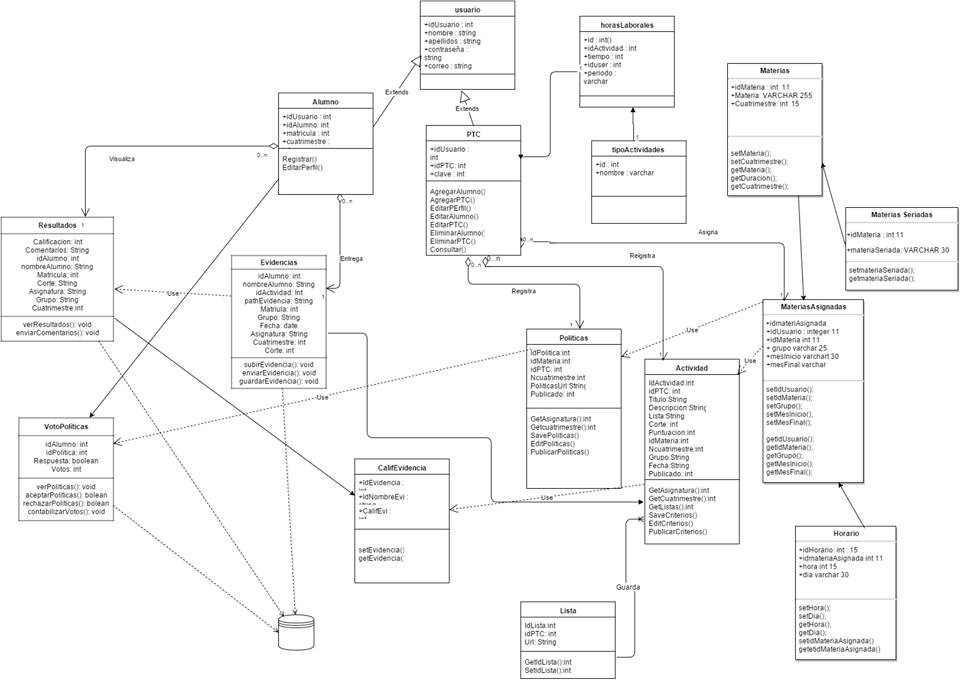 usuario
+idUsuario : int
+nombre : string
+apellidos : string
+contraseña :
string
+correo : string
Extends
Extends
horasLaborales
+id : int()
+idActividad : int
+tiempo : int
+iduser : int
+periodo :
varchar
1
tipoActividades
+id : int
+nombre : varchar
1
Materias
+idMateria : int 11
+Materia: VARCHAR 255
+Cuatrimestre: int 15
setMateria();
setCuatrimestre();
getMateria();
getDuracion();
getCuatrimestre();
Materias Seriadas
+idMateria : int 11
+materiaSeriada: VARCHAR 30
setmateriaSeriada();
getmateriaSeriada();
Alumno
+idUsuario : int
+idAlumno: int
+matricula : int
+cuatrimestre :
Registrar()
EditarPerfil()
0..n
Visualiza
0..n
Entrega
PTC
+idUsuario :
int
+idPTC: int
+clave : int
AgregarAlumno()
AgregarPTC()
EditarPErfil()
EditarAlumno()
EditarPTC()
EliminarAlumno(
EliminarPTC()
Consultar()
0..n
Asigna
1
0..n
0..n
Registra
Relgistra
1
1
Resultados
1
Calificacion: int
Comentarios: String
idAlumno: int
nombreAlumno: String
Matricula: int
Corte: String
Asignatura: String
Grupo: String
Cuatrimestre:int
verResultados(): void
enviarComentarios(): void
Use
Evidencias
idAlumno: int
nombreAlumno: String
idActividad: Int
pathEvidencia: String
Matriula: int
Grupo: String
Fecha: date
Asignatura: String
Cuatrimestre: int
Corte: int
subirEvidencia(): void
enviarEvidencia(): void
guardarEvidencia(): void
1
Use
Politicas
IdPolitica:int
idMateria:int
idPTC: int
Ncuatrimestre:int
PoliticasUrl:String
Publicado: int
GetAsignatura():int
Getcuatrimestre():int
SavePoliticas()
EditPoliticas()
PublicarPoliticas()
Use
Use
Actividad
IdActividad:int
idPTC: int
Titulo:String
Descripcion:String
Lista:String
Corte: int
Puntuacion:int
idMateria:int
Ncuatrimestre:int
Grupo:String
Fecha:String
Publicado: int
GetAsignatura():int
GetCuatrimestre():int
GetListas():int
SaveCriterios()
EditCriterios()
PublicarCriterios()
MateriasAsignadas
+idmateriAsignada
+idUsuario : integer 11
+idMateria int 11
+ grupo varchar 25
+mesInicio varchart 30
+mesFinal varchar
setIdUsuario();
setIdMateria();
setGrupo();
setMesInicio();
setMesFinal();
getIdUsuario();
getIdMateria();
getGrupo();
getMesInicio();
getMesFinal();
VotoPolíticas
idAlumno: int
idPolitica: Int
Respuesta: boolean
Votos: int
verPoliticas(): void
aceptarPoliticas(): bolean
rechazarPoliticas(): bolean
contabilizarVotos(): void
CalifEvidencia
+IdEvidencia :
+IdNombreEvi :
+CalifEvi :
setEvidencia()
getEvidencia(
Use
Guarda
Lista
IdLista:int
idPTC: int
Url: String
GetIdLista():int
SetIdLista():int
Horario
+idHorario: int : 15
+idmateriaAsignada int 11
+hora int 15
+dia varchar 30
setHora();
setDia();
getHora();
getDia();
setidMateriaAsignada()
getetidMateriaAsignada()